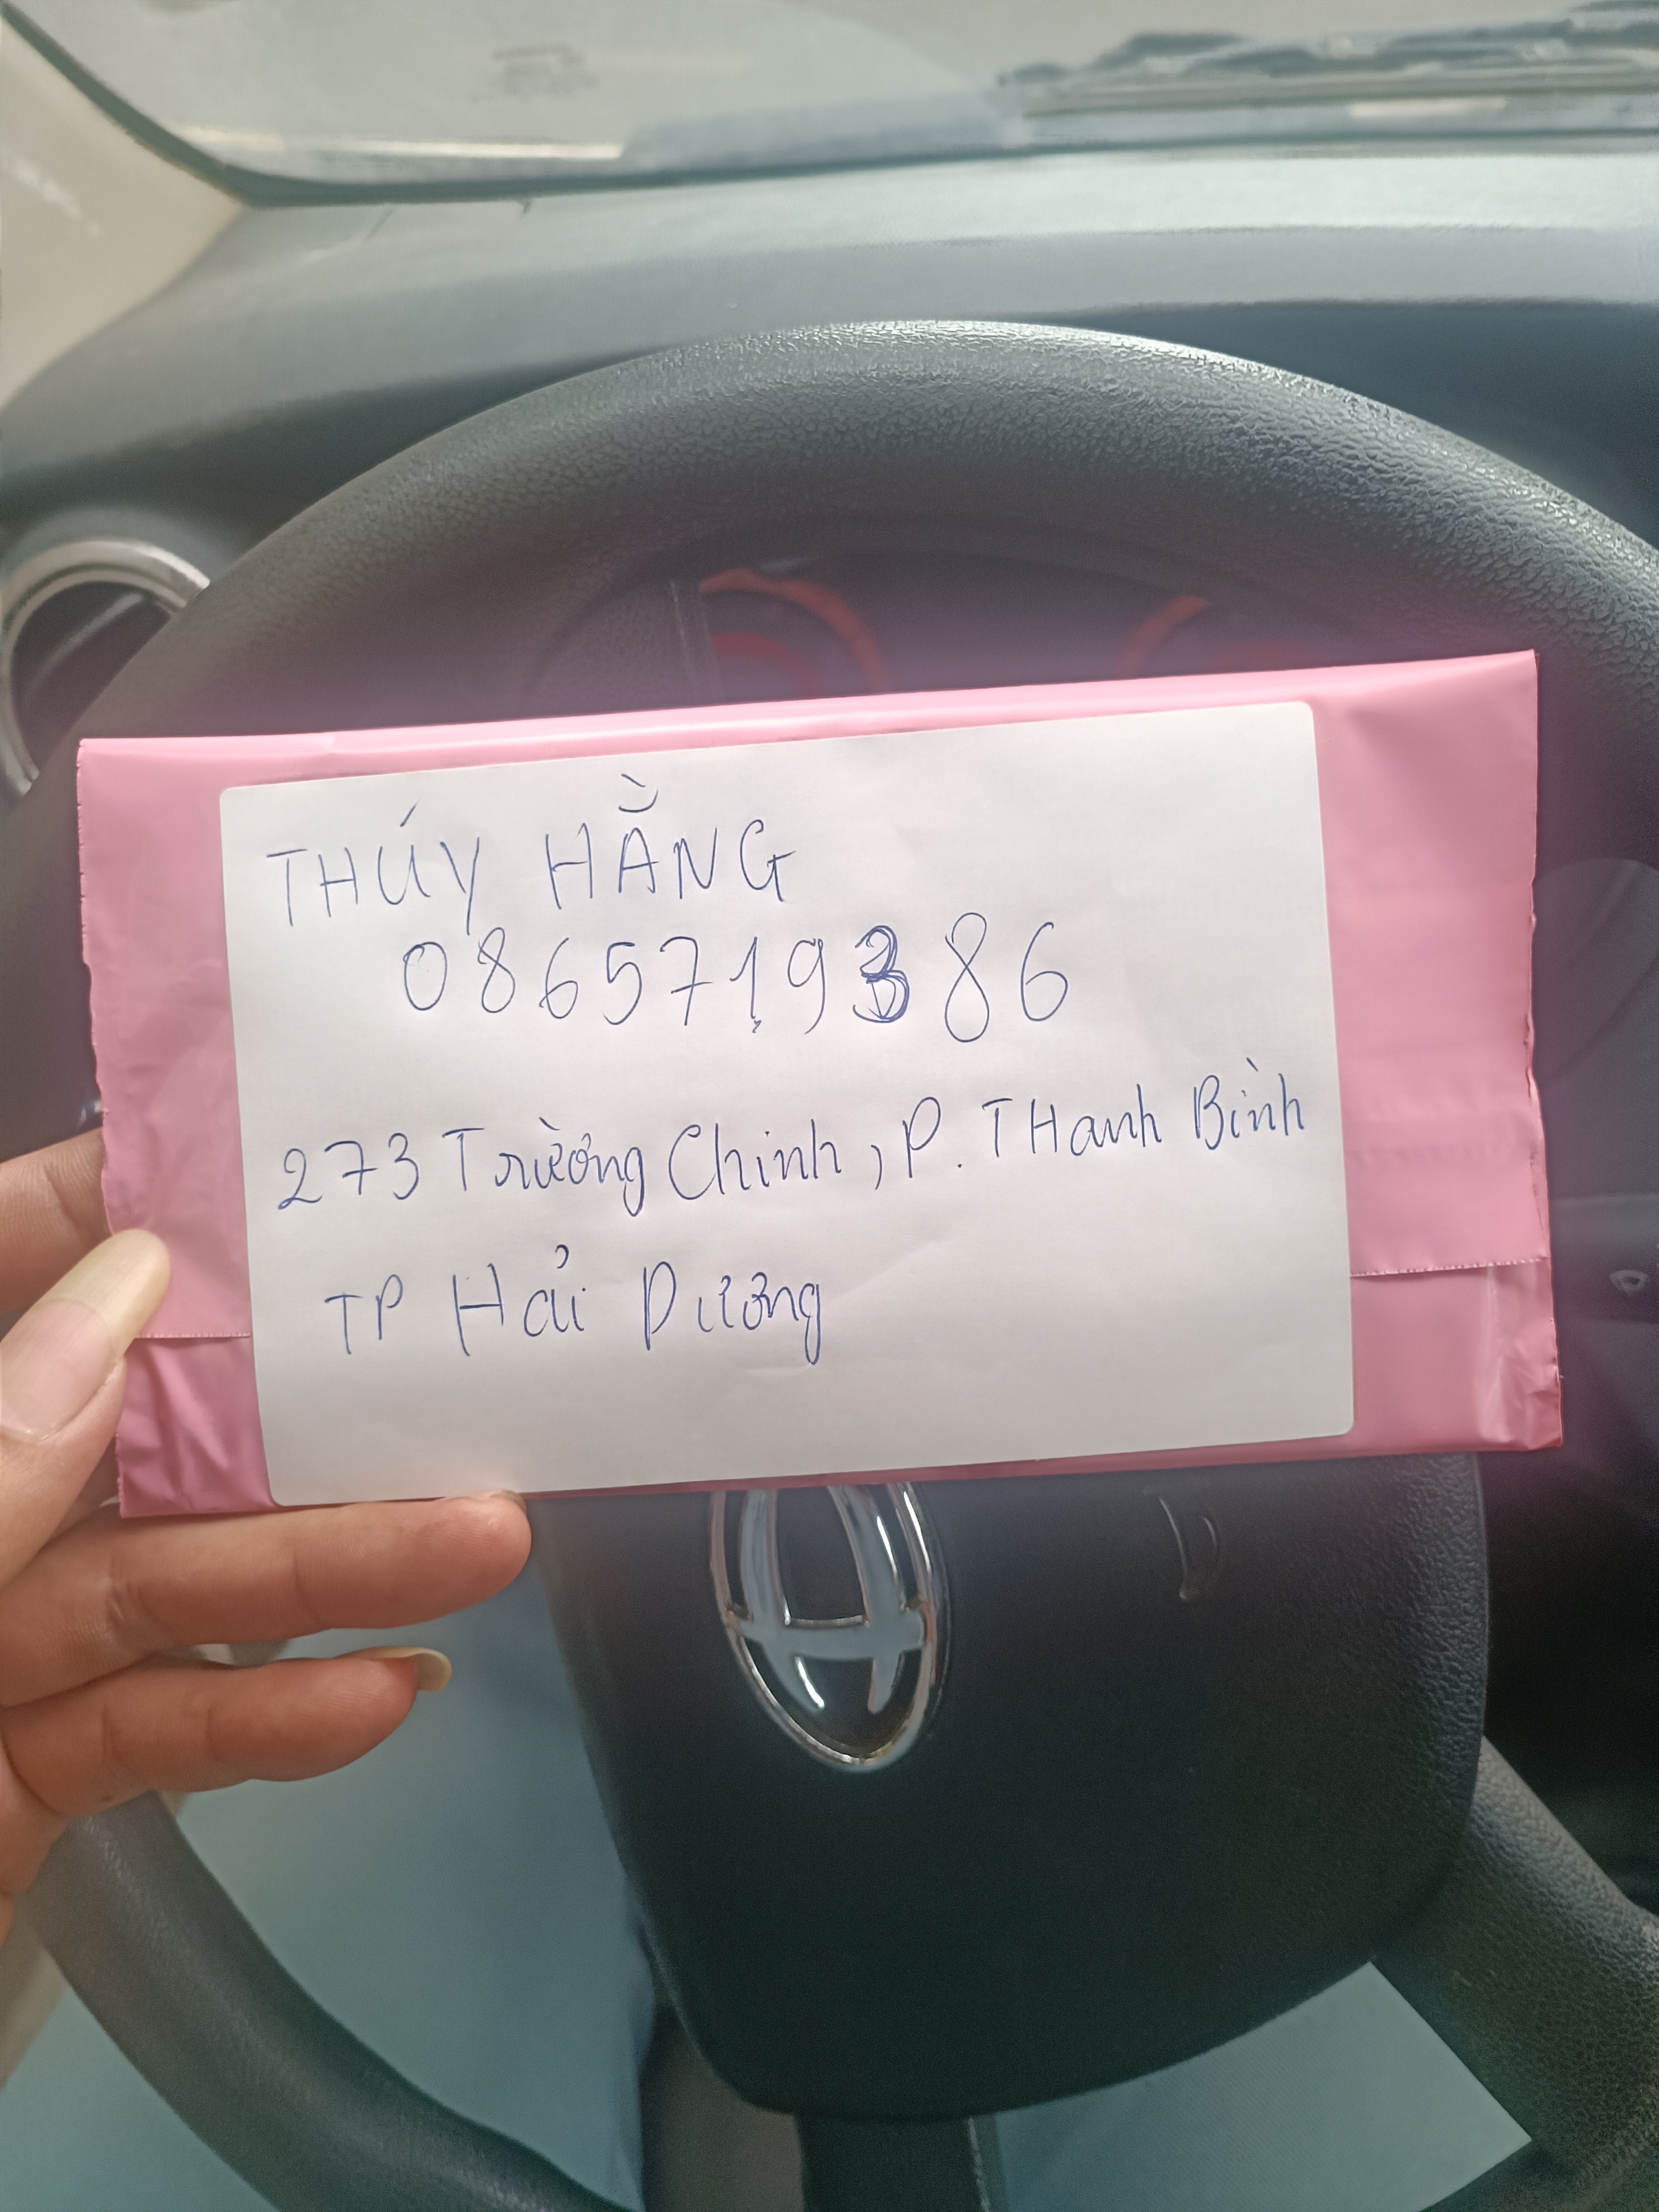 THÚY HẰNG
0865719386
273 Trường Chinh, P. THanh Bình
TP Hải Dương